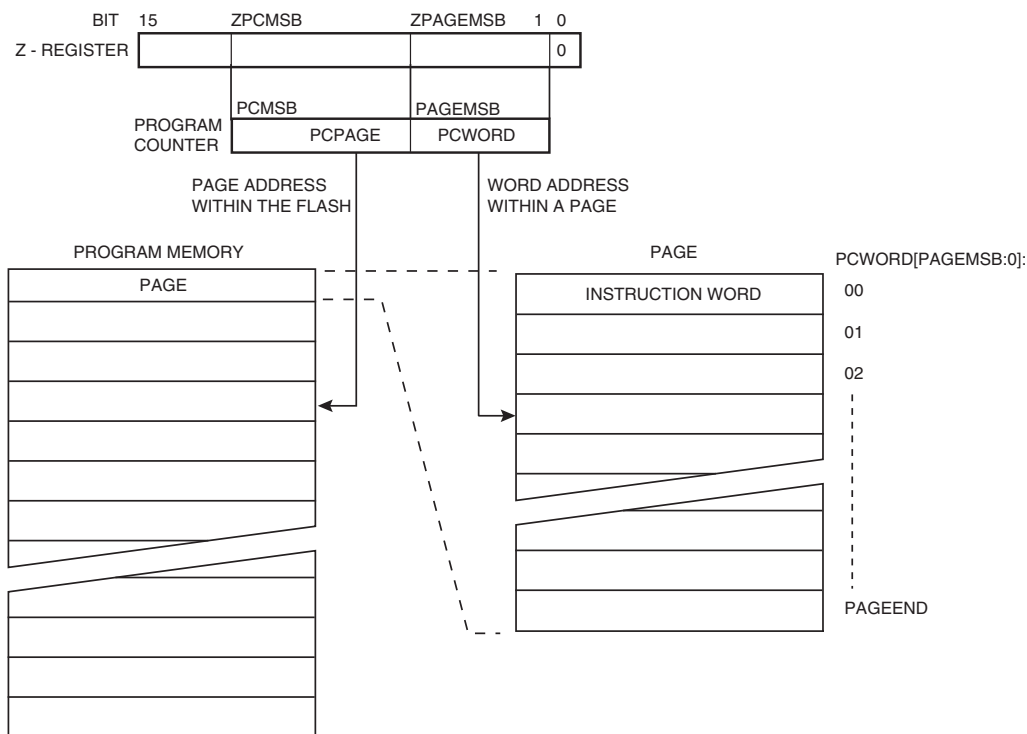 BIT 15 ZPCMSB ZPAGEMSB 1 0
Z - REGISTER 0
PCMSB PAGEMSB
PROGRAM
COUNTER
PCPAGE PCWORD
PAGE ADDRESS
WITHIN THE FLASH
WORD ADDRESS
WITHIN A PAGE
PROGRAM MEMORY
PAGE
PAGE
PCWORD[PAGEMSB:0]:
INSTRUCTION WORD
00
01
02
PAGEEND